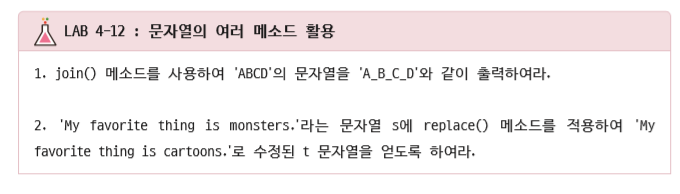 LAB 4-12 : 문자열의 여러 메소드 활용
1. join() 메소드를 사용하여 'ABCD'의 문자열을 'A_B_C_D'와 같이 출력하여라.
2. 'My favorite thing is monsters.'라는 문자열 s에 replace() 메소드를 적용하여 'My
favorite thing is cartoons.'로 수정된 t 문자열을 얻도록 하여라.